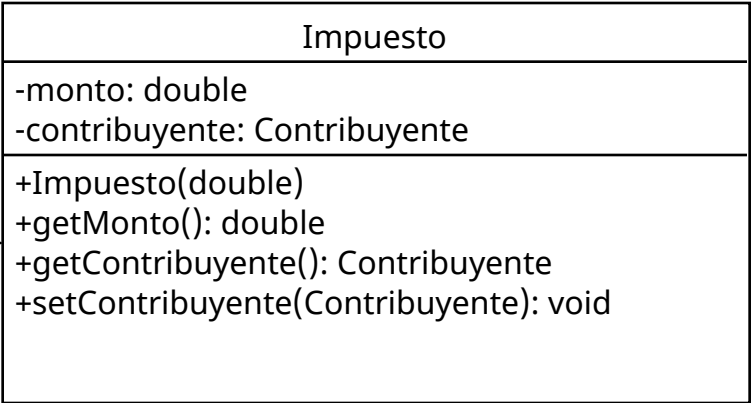 Impuesto
-monto: double
-contribuyente: Contribuyente
+Impuesto(double)
+getMonto(): double
+getContribuyente(): Contribuyente
+setContribuyente(Contribuyente): void